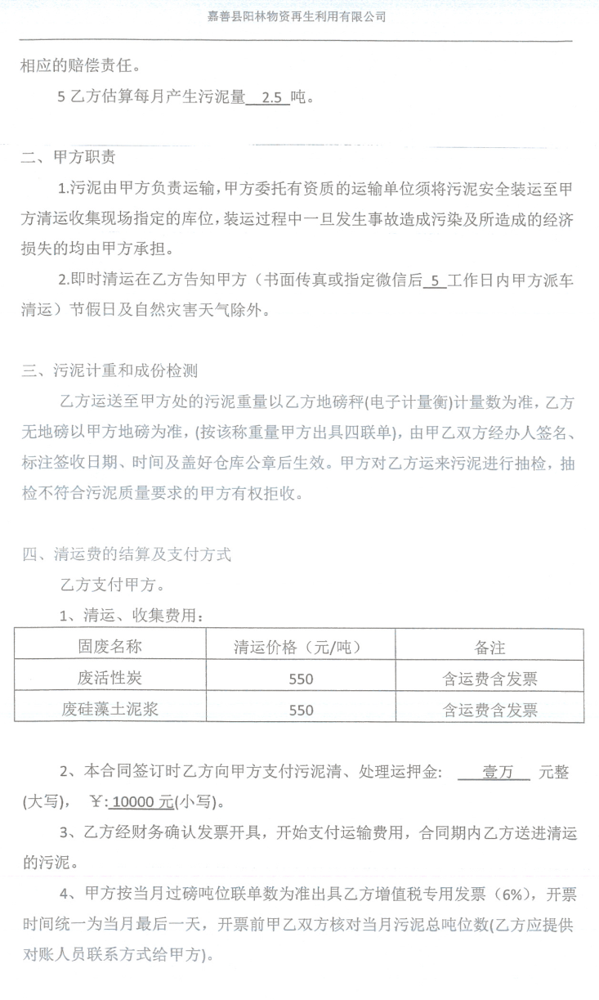 嘉善县阳林物资再生利用有限公司
相应的赔偿责任。
5 乙方估算每月产生污泥量 2.5 吨。
二、甲方职责
1.污泥由甲方负责运输,甲方委托有资质的运输单位须将污泥安全装运至甲
方清运收集现场指定的库位,装运过程中一旦发生事故造成污染及所造成的经济
损失的均由甲方承担。
2.即时清运在乙方告知甲方（书面传真或指定微信后 5 工作日内甲方派车
清运）节假日及自然灾害天气除外。
三、污泥计重和成份检测
乙方运送至甲方处的污泥重量以乙方地磅秤(电子计量衡)计量数为准，乙方
无地磅以甲方地磅为准，(按该称重量甲方出具四联单)，由甲乙双方经办人签名、
标注签收日期、时间及盖好仓库公章后生效。甲方对乙方运来污泥进行抽检，抽
检不符合污泥质量要求的甲方有权拒收。
四、清运费的结算及支付方式
乙方支付甲方。
1、清运、收集费用：
固废名称 清运价格（元/吨） 备注
废活性炭 550 含运费含发票
废硅藻土泥浆 550 含运费含发票
2、本合同签订时乙方向甲方支付污泥清、处理运押金: 壹万 元整
(大写)， ￥: 10000 元(小写)。
3、乙方经财务确认发票开具，开始支付运输费用，合同期内乙方送进清运
的污泥。
4、甲方按当月过磅吨位联单数为准出具乙方增值税专用发票（6%），开票
时间统一为当月最后一天，开票前甲乙双方核对当月污泥总吨位数(乙方应提供
对账人员联系方式给甲方)。